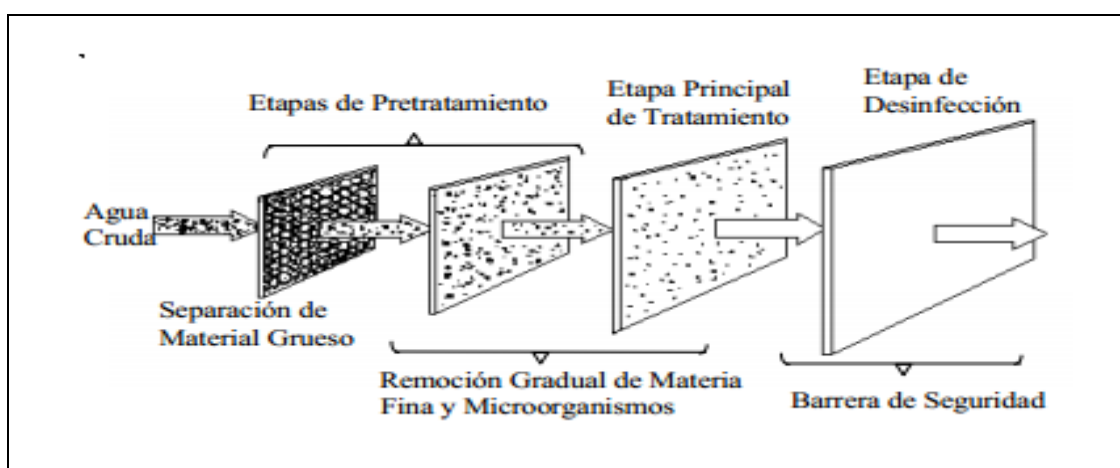 Etapas de Pretratamiento
Etapa Principal
de Tratamiento
Etapa de
Desinfección
Agua
Cruda
Separación de
Material Grueso
Remoción Gradual de Materia
Fina y Microorganismos
Barrera de Seguridad